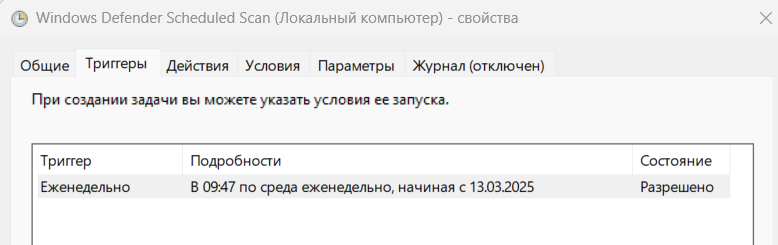 Windows Defender Scheduled Scan (Локальный компьютер) - свойства
Общие Триггеры Действия Условия Параметры Журнал (отключен)
При создании задачи вы можете указать условия ее запуска.
Триггер Подробности Состояние
Еженедельно В 09:47 по среда еженедельно, начиная с 13.03.2025 Разрешено